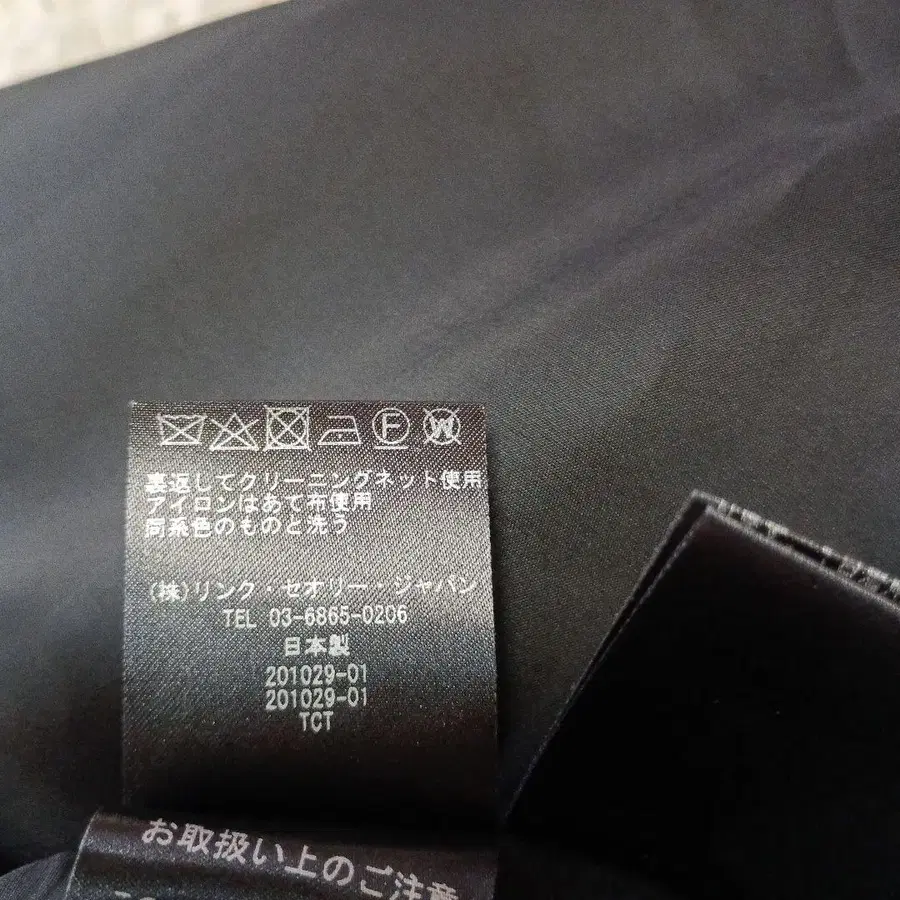 F W
裏返してクリーニングネット使用
アイロンはあて布使用
同系色のものと洗う
(株)リンク・セオリー・ジャパン
TEL 03-6865-0206
日本製
201029-01
201029-01
TCT
お取扱い上のご注意